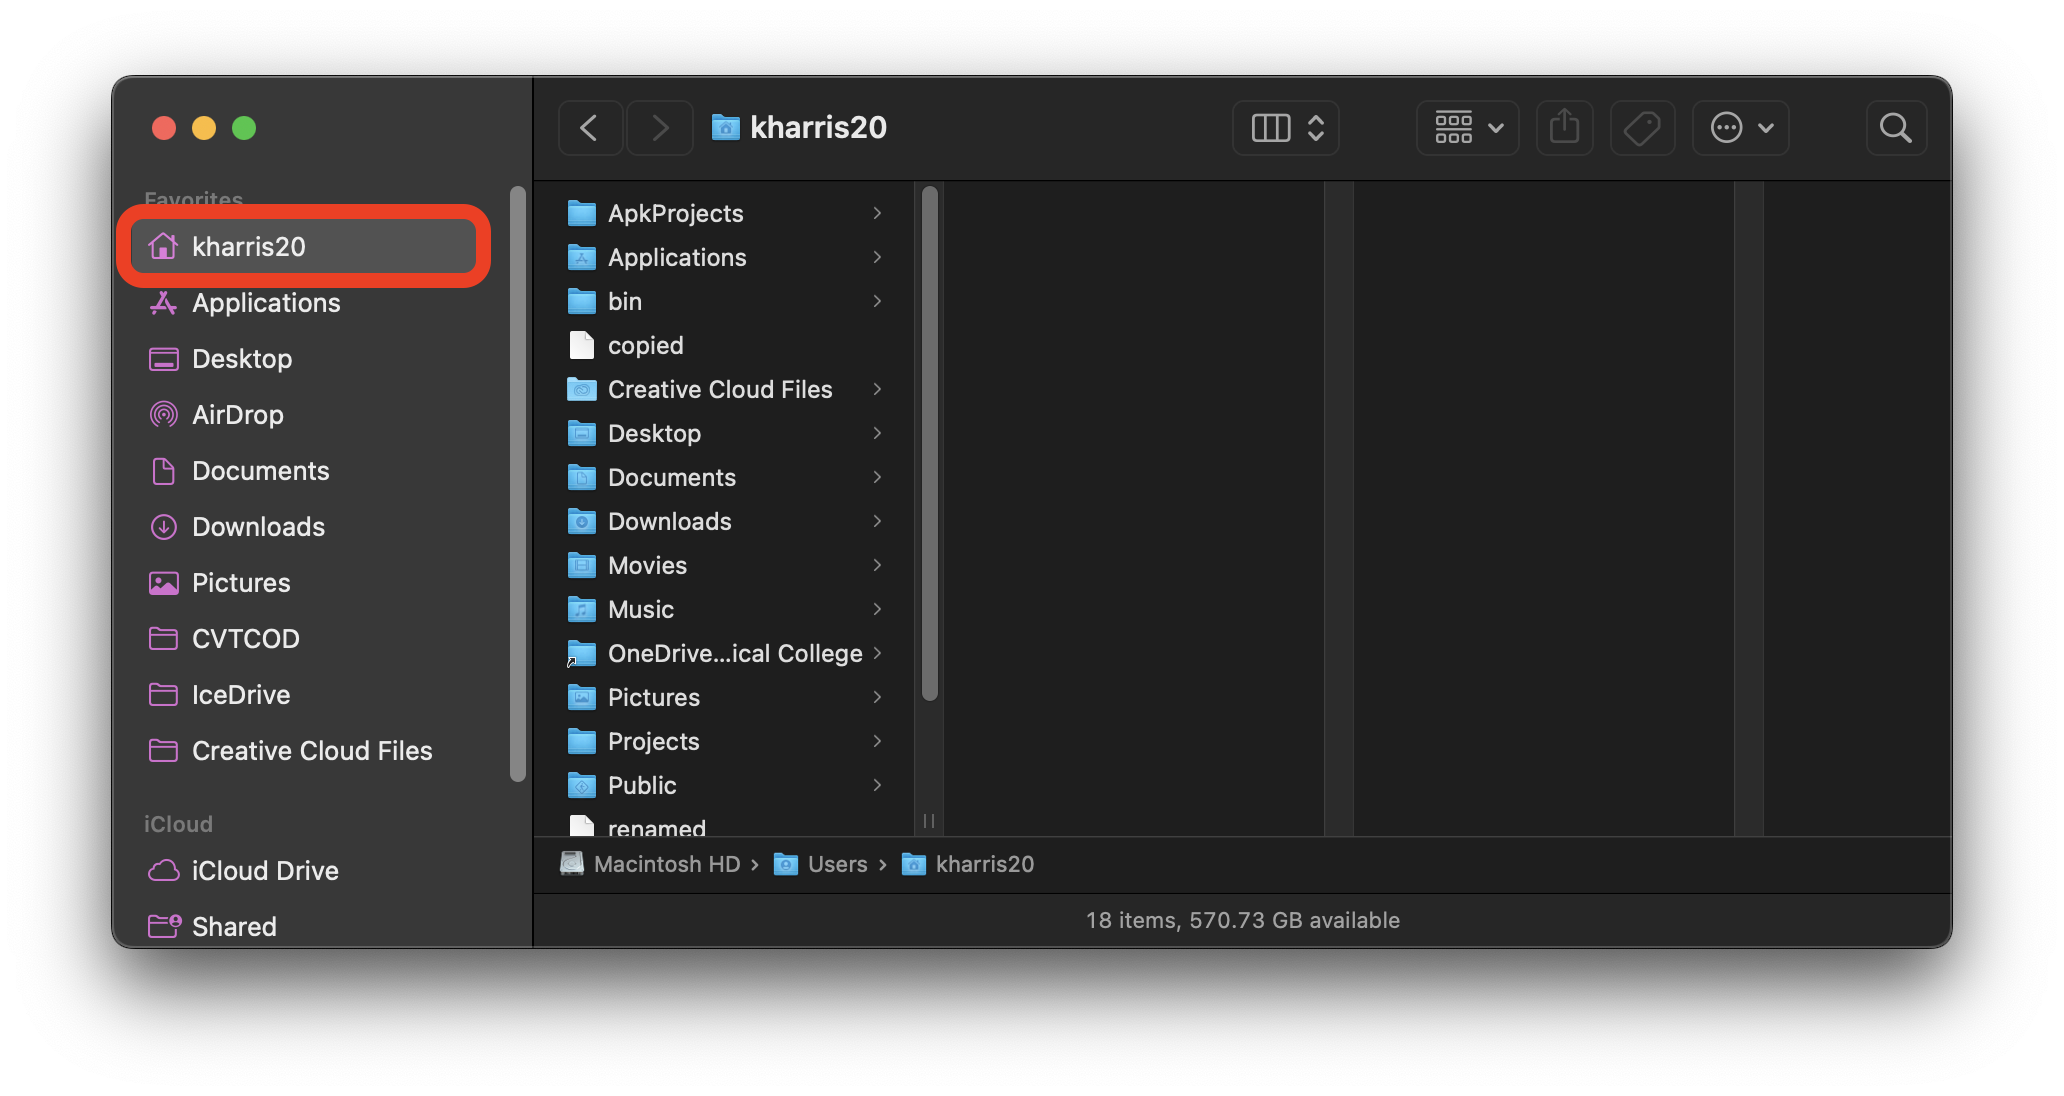 kharris20
Favorites
kharris20
Applications
Desktop
AirDrop
Documents
Downloads
Pictures
CVTCOD
IceDrive
Creative Cloud Files
iCloud
iCloud Drive
Shared
ApkProjects
Applications
bin
copied
Creative Cloud Files
Desktop
Documents
Downloads
Movies
Music
OneDrive...ical College
Pictures
Projects
Public
renamed
Macintosh HD › Users › kharris20
18 items, 570.73 GB available